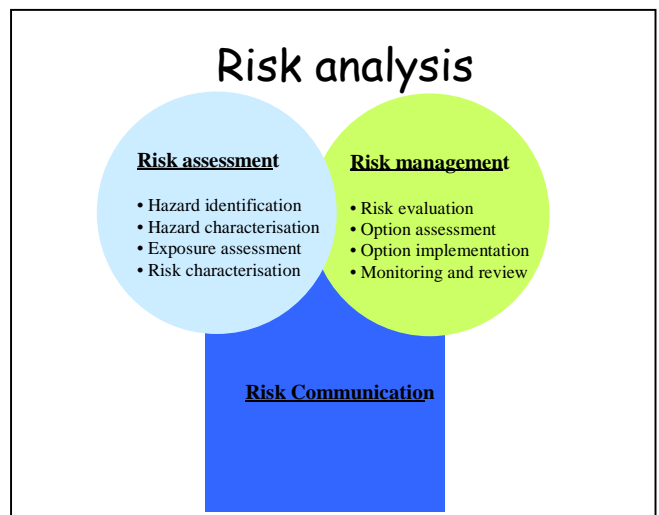 Risk analysis
Risk assessment
• Hazard identification
• Hazard characterisation
• Exposure assessment
• Risk characterisation
Risk management
• Risk evaluation
• Option assessment
• Option implementation
• Monitoring and review
Risk Communication